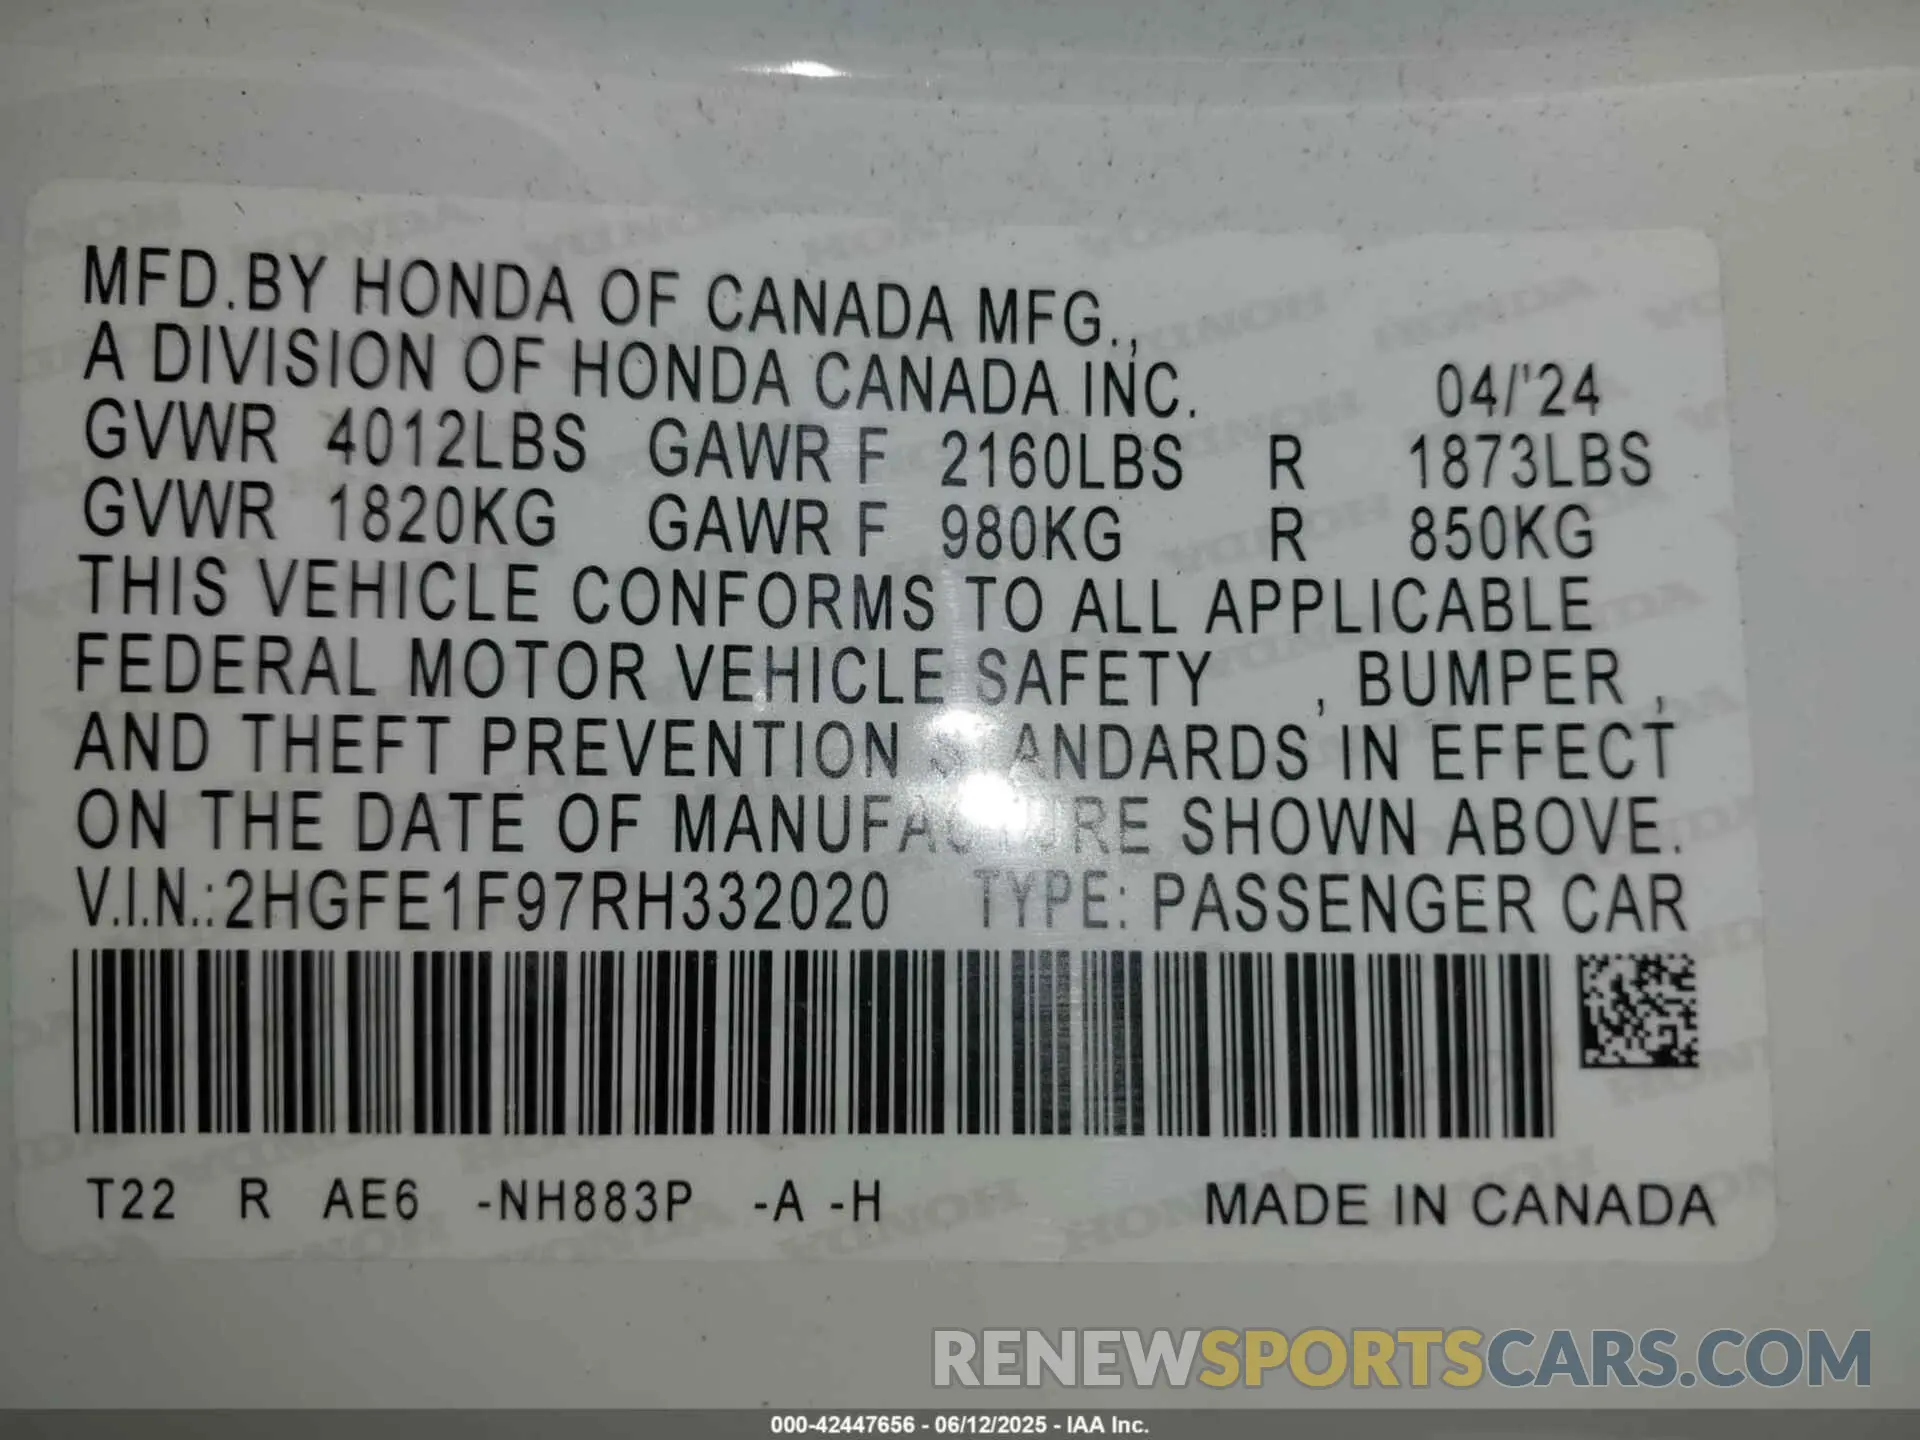 MFD.BY HONDA OF CANADA MFG.,
A DIVISION OF HONDA CANADA INC. 04/'24
GVWR 4012LBS GAWR F 2160LBS R 1873LBS
GVWR 1820KG GAWR F 980KG R 850KG
THIS VEHICLE CONFORMS TO ALL APPLICABLE
FEDERAL MOTOR VEHICLE SAFETY , BUMPER ,
AND THEFT PREVENTION STANDARDS IN EFFECT
ON THE DATE OF MANUFACTURE SHOWN ABOVE.
V.I.N.:2HGFE1F97RH332020 TYPE: PASSENGER CAR
T22 R AE6 -NH883P -A -H MADE IN CANADA
RENEWSPORTSCARS.COM
000-42447656 - 06/12/2025 - IAA Inc.